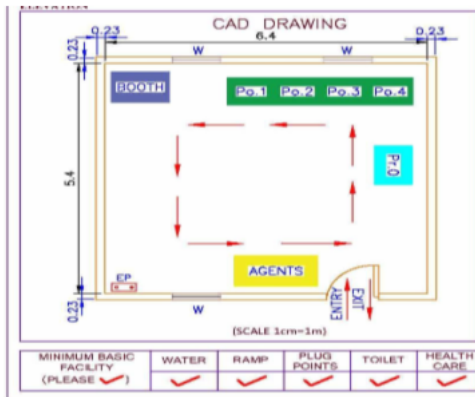 ELEVATION
CAD DRAWING
0.23
6.4
0.23
0.23
W
W
BOOTH
Po.1
Po.2
Po.3
Po.4
5.4
Pr.O
AGENTS
EP
0.23
W
ENTRY
EXIT
(SCALE 1cm=1m)
MINIMUM BASIC
FACILITY
(PLEASE ✓)
WATER
RAMP
PLUG
POINTS
TOILET
HEALTH
CARE
✓ ✓ ✓ ✓ ✓